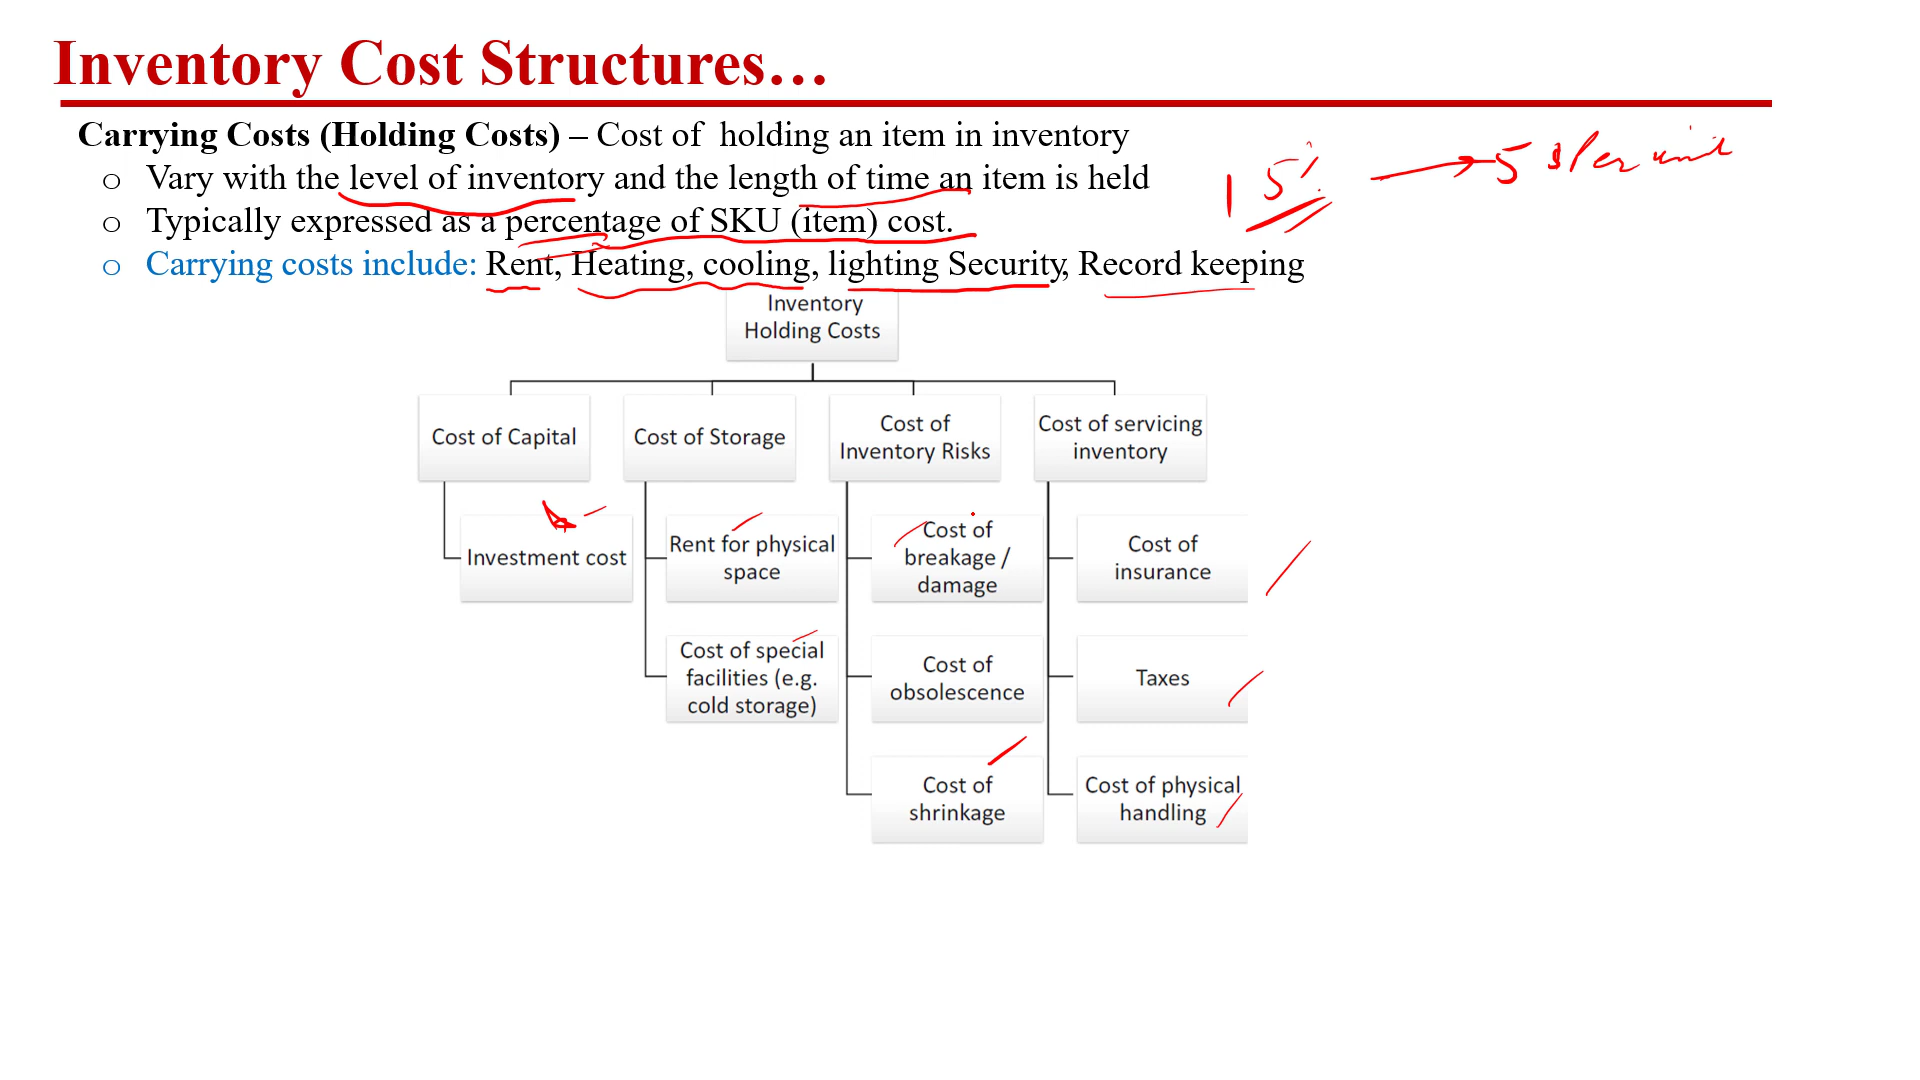 Inventory Cost Structures…
Carrying Costs (Holding Costs) – Cost of holding an item in inventory
o Vary with the level of inventory and the length of time an item is held
o Typically expressed as a percentage of SKU (item) cost.
o Carrying costs include: Rent, Heating, cooling, lighting Security, Record keeping
15% → 5 $/per unit
Inventory
Holding Costs
Cost of Capital
Investment cost
Cost of Storage
Rent for physical
space
Cost of special
facilities (e.g.
cold storage)
Cost of
Inventory Risks
Cost of
breakage /
damage
Cost of
obsolescence
Cost of
shrinkage
Cost of servicing
inventory
Cost of
insurance
Taxes
Cost of physical
handling